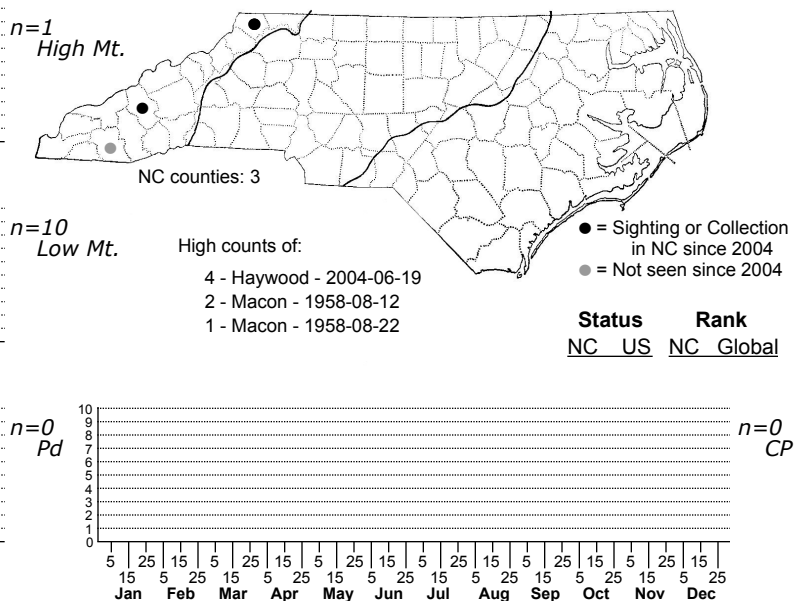 n=1
High Mt.
NC counties: 3
n=10
Low Mt.
High counts of:
4 - Haywood - 2004-06-19
2 - Macon - 1958-08-12
1 - Macon - 1958-08-22
● = Sighting or Collection
in NC since 2004
● = Not seen since 2004
Status Rank
NC US NC Global
n=0
Pd
n=0
CP
10
9
8
7
6
5
4
3
2
1
0
5 25 15 5 25 15 5 25 15 5 25 15 5 25 15 5 25 15
15 5 25 15 5 25 15 5 25 15 5 25 15 5 25 15 5 25
Jan Feb Mar Apr May Jun Jul Aug Sep Oct Nov Dec